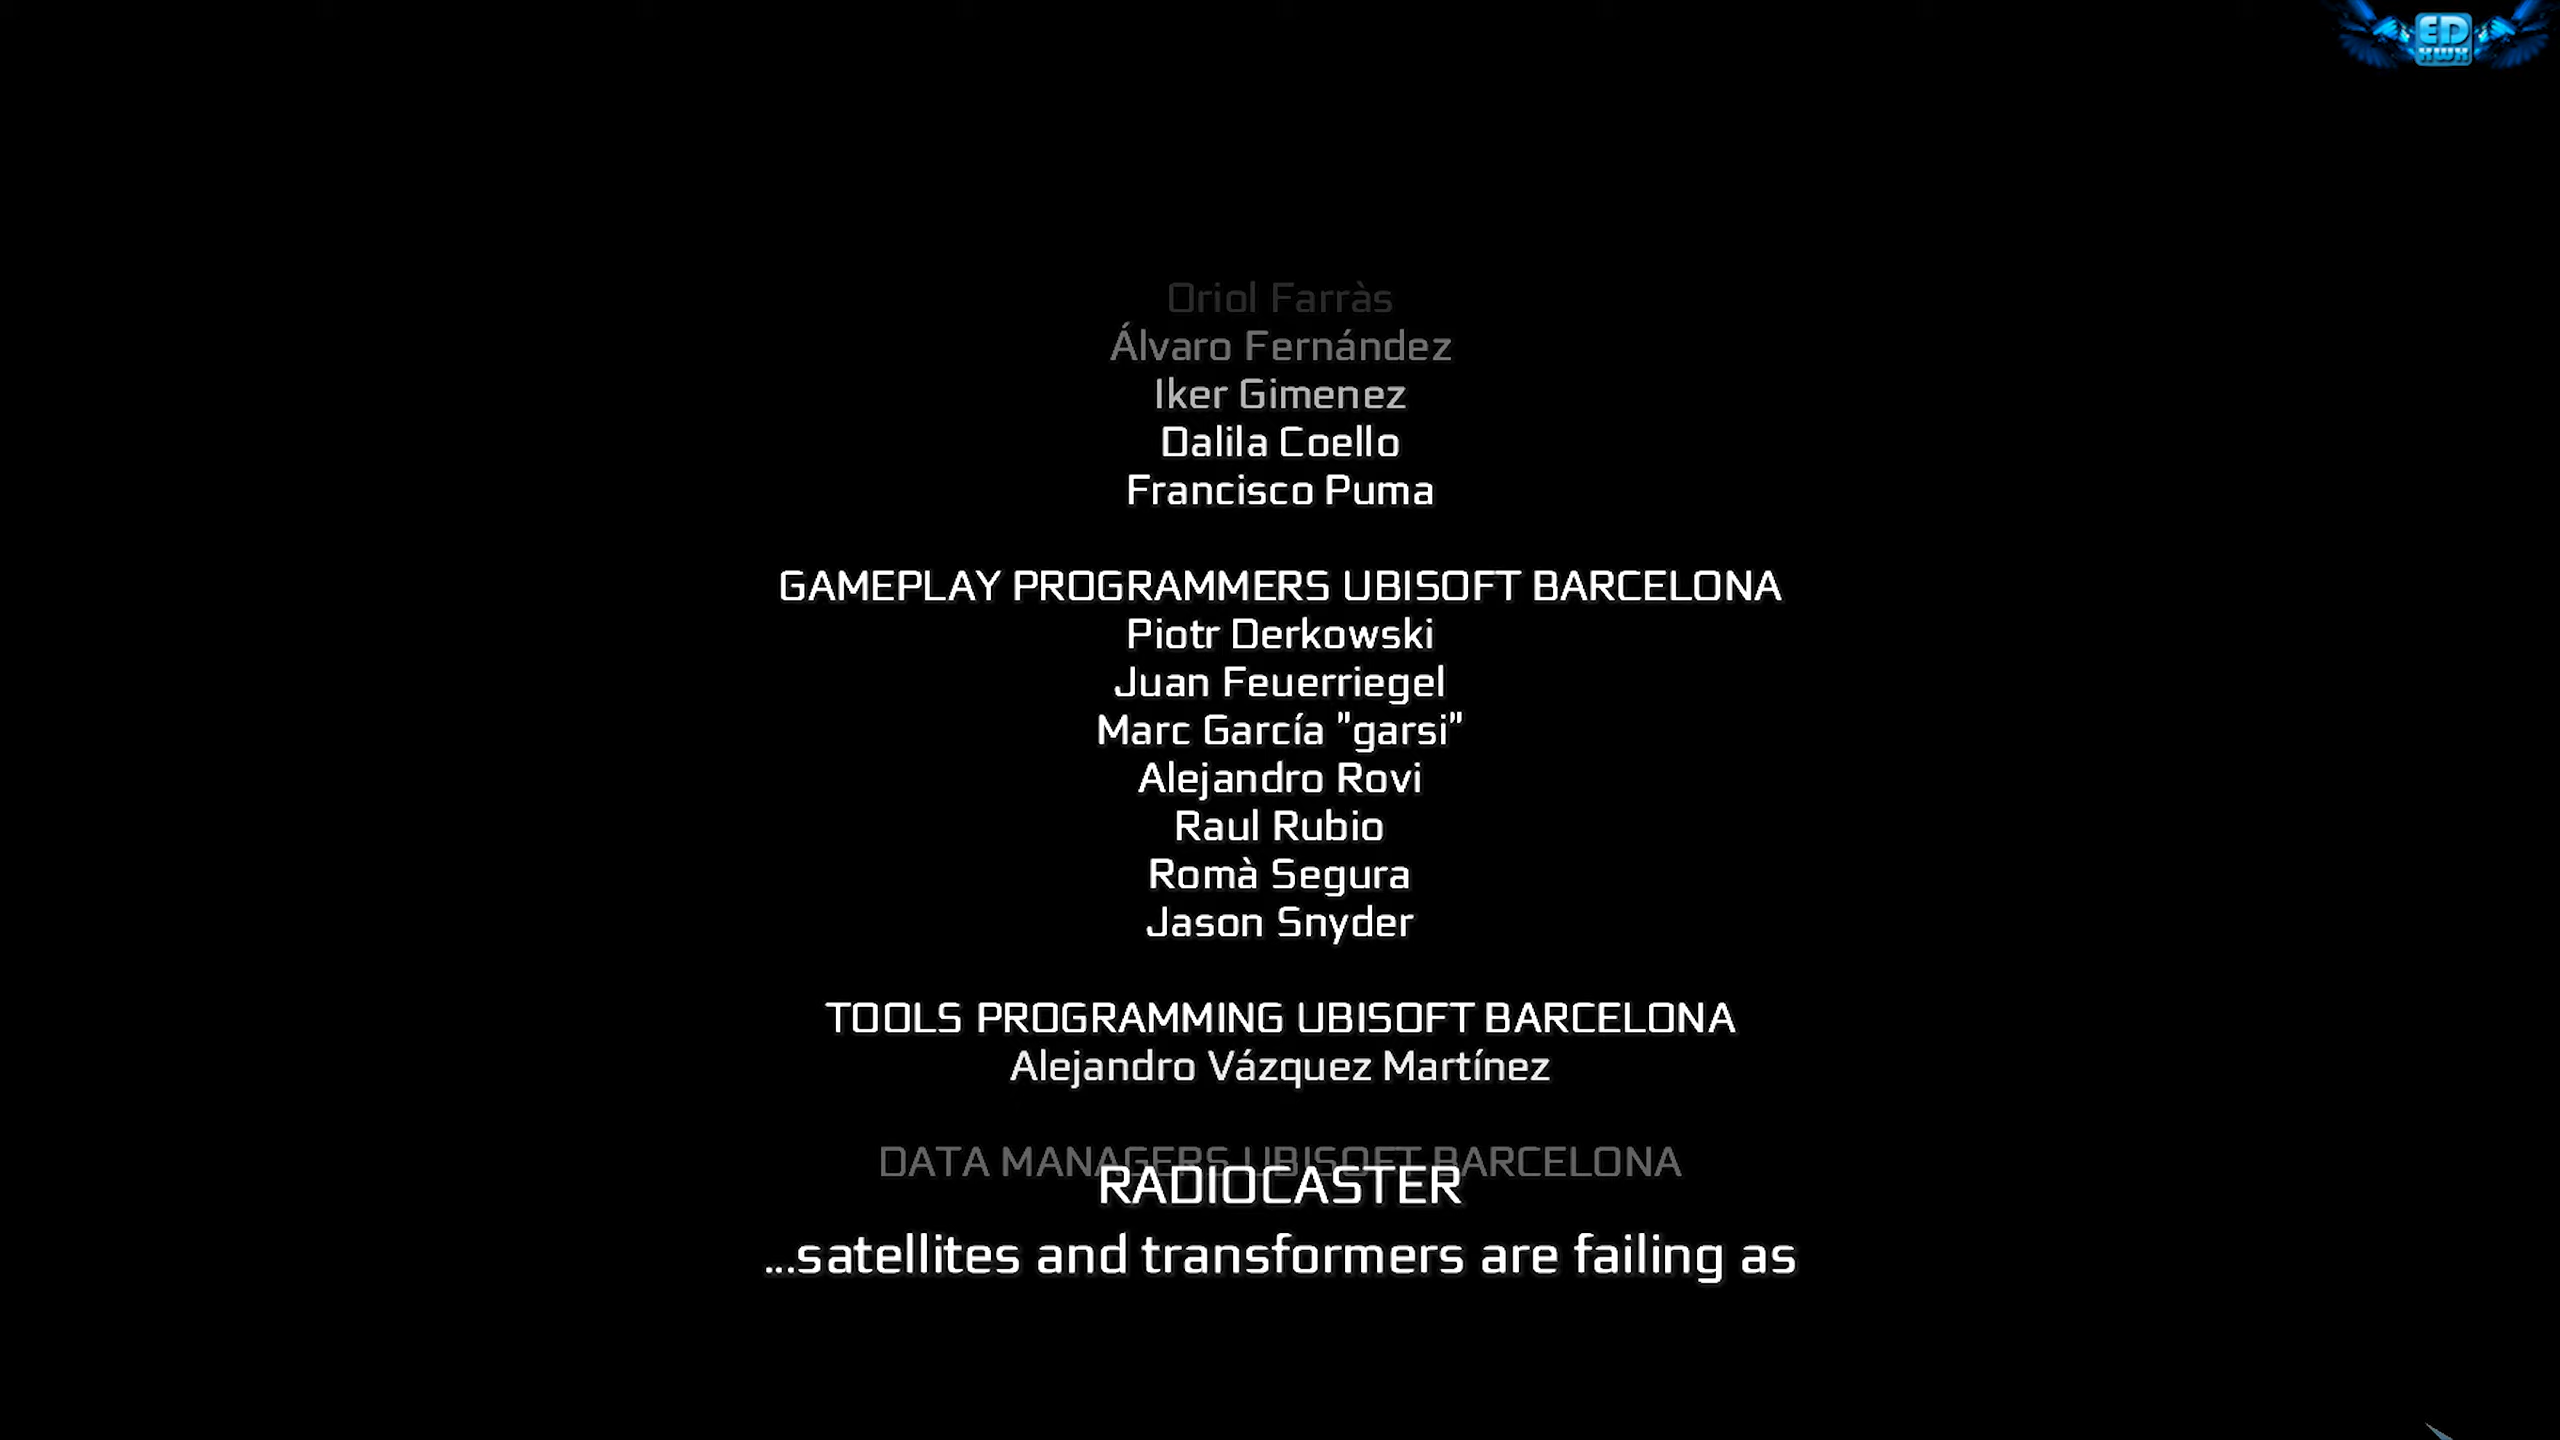 ED
KWK
Oriol Farràs
Álvaro Fernández
Iker Gimenez
Dalila Coello
Francisco Puma
GAMEPLAY PROGRAMMERS UBISOFT BARCELONA
Piotr Derkowski
Juan Feuerriegel
Marc García "garsi"
Alejandro Rovi
Raul Rubio
Romà Segura
Jason Snyder
TOOLS PROGRAMMING UBISOFT BARCELONA
Alejandro Vázquez Martínez
DATA MANAGERS UBISOFT BARCELONA
RADIOCASTER
...satellites and transformers are failing as